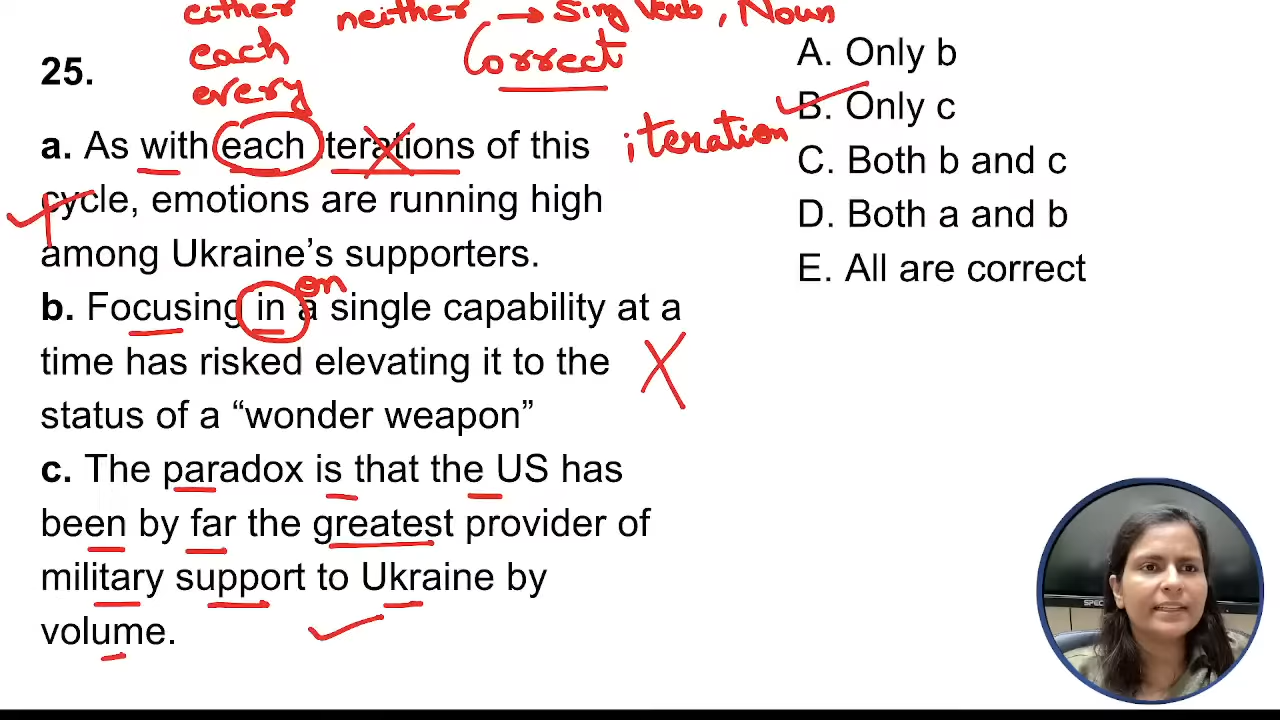 either neither → Sing Verb, Noun
each Correct
every
25.
a. As with each iterations of this iteration
cycle, emotions are running high
among Ukraine’s supporters.
on
b. Focusing in a single capability at a
time has risked elevating it to the
status of a “wonder weapon”
c. The paradox is that the US has
been by far the greatest provider of
military support to Ukraine by
volume.
A. Only b
B. Only c
C. Both b and c
D. Both a and b
E. All are correct